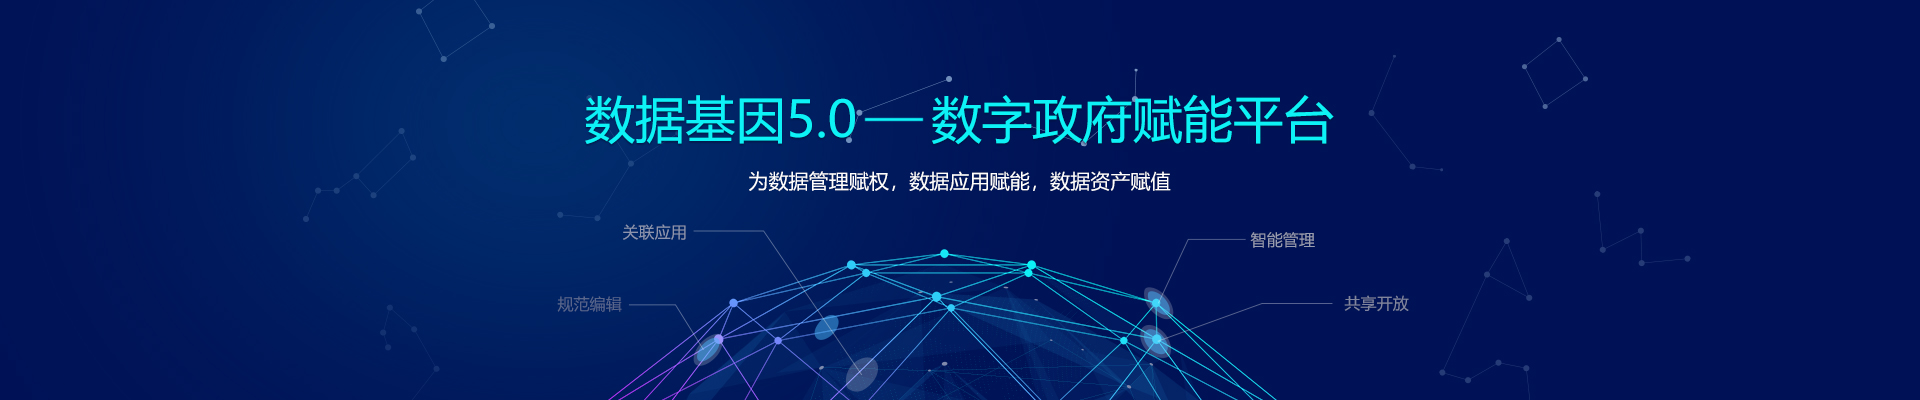 数据基因5.0 — 数字政府赋能平台
为数据管理赋权，数据应用赋能，数据资产赋值
关联应用
智能管理
规范编辑
共享开放